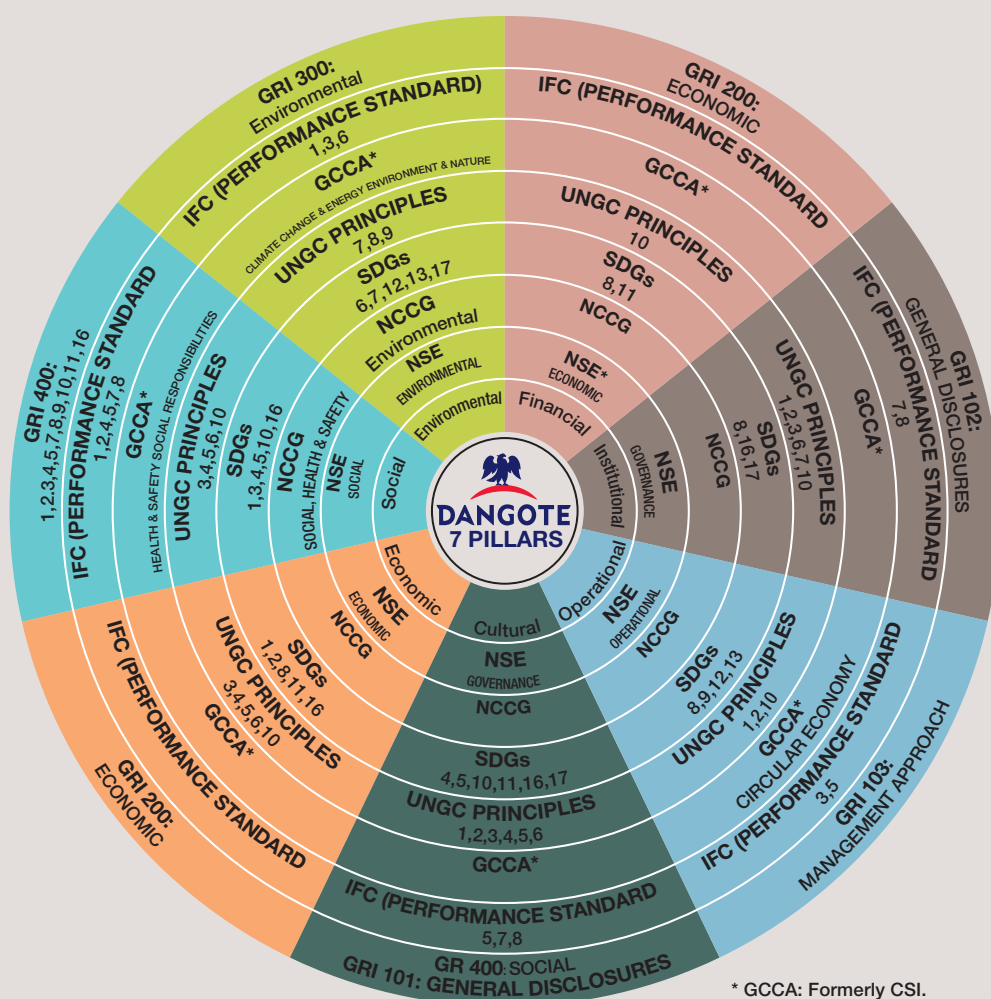 DANGOTE
7 PILLARS
Financial
NSE*
ECONOMIC
NCCG
SDGs
8,11
UNGC PRINCIPLES
10
GCCA*
IFC (PERFORMANCE STANDARD
GRI 200:
ECONOMIC
Institutional
NSE
GOVERNANCE
NCCG
SDGs
8,16,17
UNGC PRINCIPLES
1,2,3,6,7,10
GCCA*
IFC (PERFORMANCE STANDARD
7,8
GRI 102:
GENERAL DISCLOSURES
Operational
NSE
OPERATIONAL
NCCG
SDGs
8,9,12,13
UNGC PRINCIPLES
1,2,10
GCCA*
CIRCULAR ECONOMY
IFC (PERFORMANCE STANDARD
3,5
GRI 103:
MANAGEMENT APPROACH
Cultural
NSE
GOVERNANCE
NCCG
SDGs
4,5,10,11,16,17
UNGC PRINCIPLES
1,2,3,4,5,6
GCCA*
IFC (PERFORMANCE STANDARD
5,7,8
GR 400: SOCIAL
GRI 101: GENERAL DISCLOSURES
Economic
NSE
ECONOMIC
NCCG
SDGs
1,2,8,11,16
UNGC PRINCIPLES
3,4,5,6,10
GCCA*
IFC (PERFORMANCE STANDARD
GRI 200:
ECONOMIC
Social
NSE
SOCIAL
NCCG
SOCIAL, HEALTH & SAFETY
SDGs
1,3,4,5,10,16
UNGC PRINCIPLES
3,4,5,6,10
GCCA*
HEALTH & SAFETY SOCIAL RESPONSIBILITIES
IFC (PERFORMANCE STANDARD
1,2,4,5,7,8
GRI 400:
1,2,3,4,5,7,8,9,10,11,16
Environmental
NSE
ENVIRONMENTAL
NCCG
Environmental
SDGs
6,7,12,13,17
UNGC PRINCIPLES
7,8,9
GCCA*
CLIMATE CHANGE & ENERGY ENVIRONMENT & NATURE
IFC (PERFORMANCE STANDARD)
1,3,6
GRI 300:
Environmental
* GCCA: Formerly CSI.